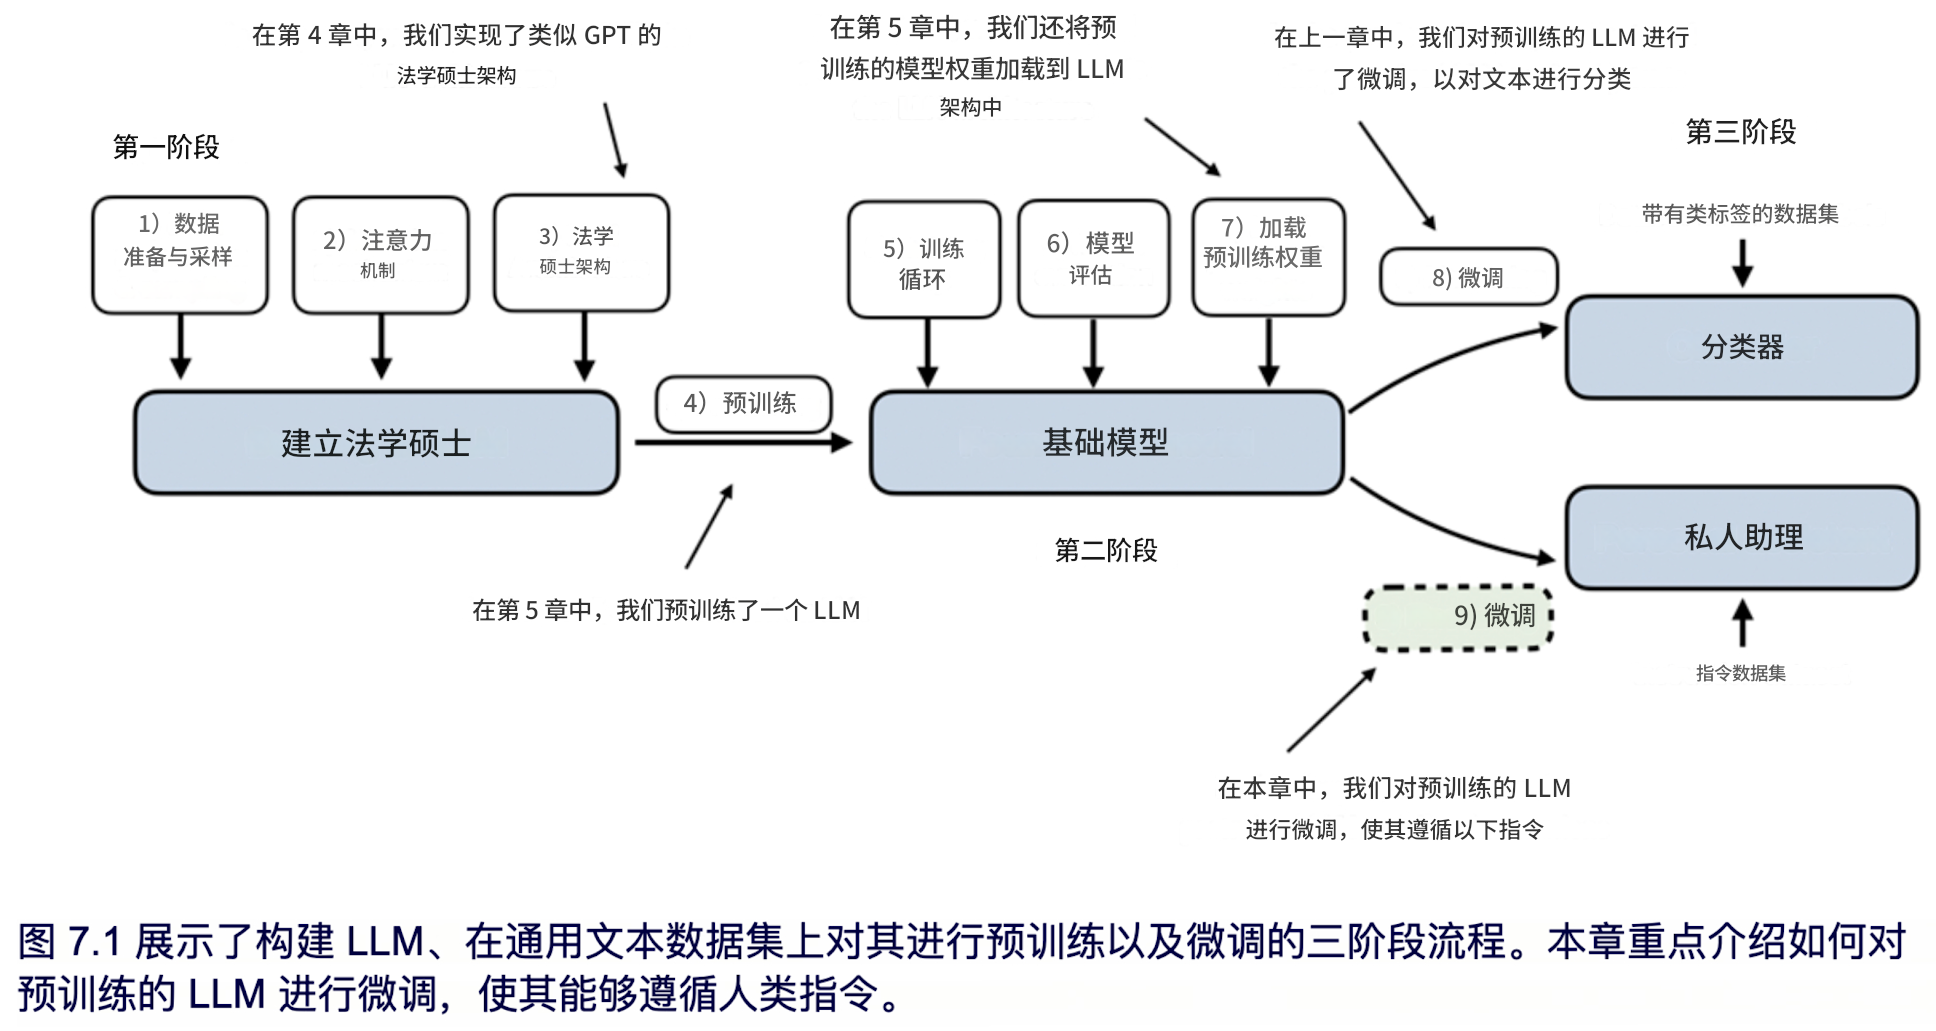 在第 4 章中，我们实现了类似 GPT 的
法学硕士架构
在第 5 章中，我们还将预
训练的模型权重加载到 LLM
架构中
在上一章中，我们对预训练的 LLM 进行
了微调，以对文本进行分类
第一阶段
第三阶段
1）数据
准备与采样
2）注意力
机制
3）法学
硕士架构
5）训练
循环
6）模型
评估
7）加载
预训练权重
8) 微调
带有类标签的数据集
分类器
4）预训练
建立法学硕士
基础模型
私人助理
第二阶段
在第 5 章中，我们预训练了一个 LLM
9) 微调
指令数据集
在本章中，我们对预训练的 LLM
进行微调，使其遵循以下指令
图 7.1 展示了构建 LLM、在通用文本数据集上对其进行预训练以及微调的三阶段流程。本章重点介绍如何对
预训练的 LLM 进行微调，使其能够遵循人类指令。